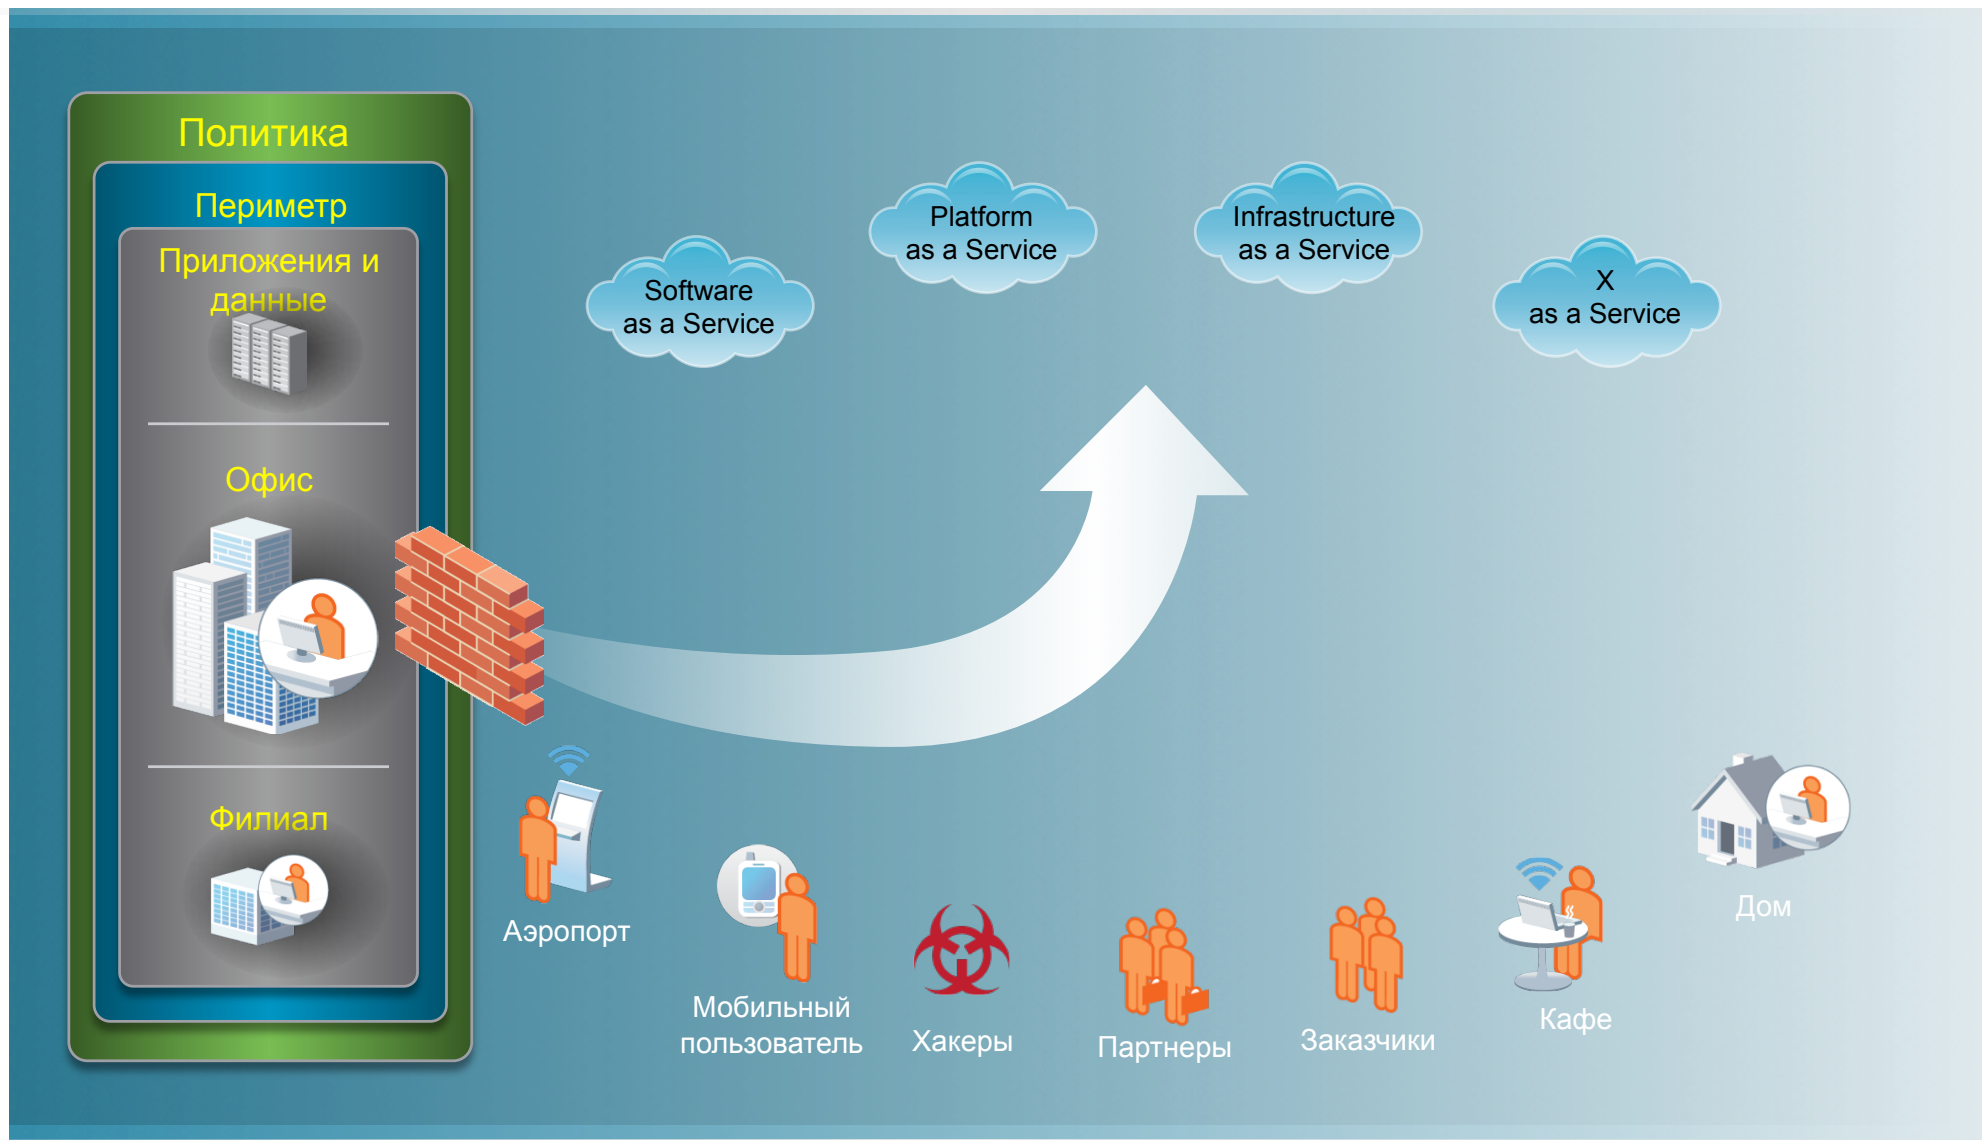 Политика
Периметр
Приложения и
данные
Офис
Филиал
Software
as a Service
Platform
as a Service
Infrastructure
as a Service
X
as a Service
Аэропорт
Мобильный
пользователь
Хакеры
Партнеры
Заказчики
Кафе
Дом